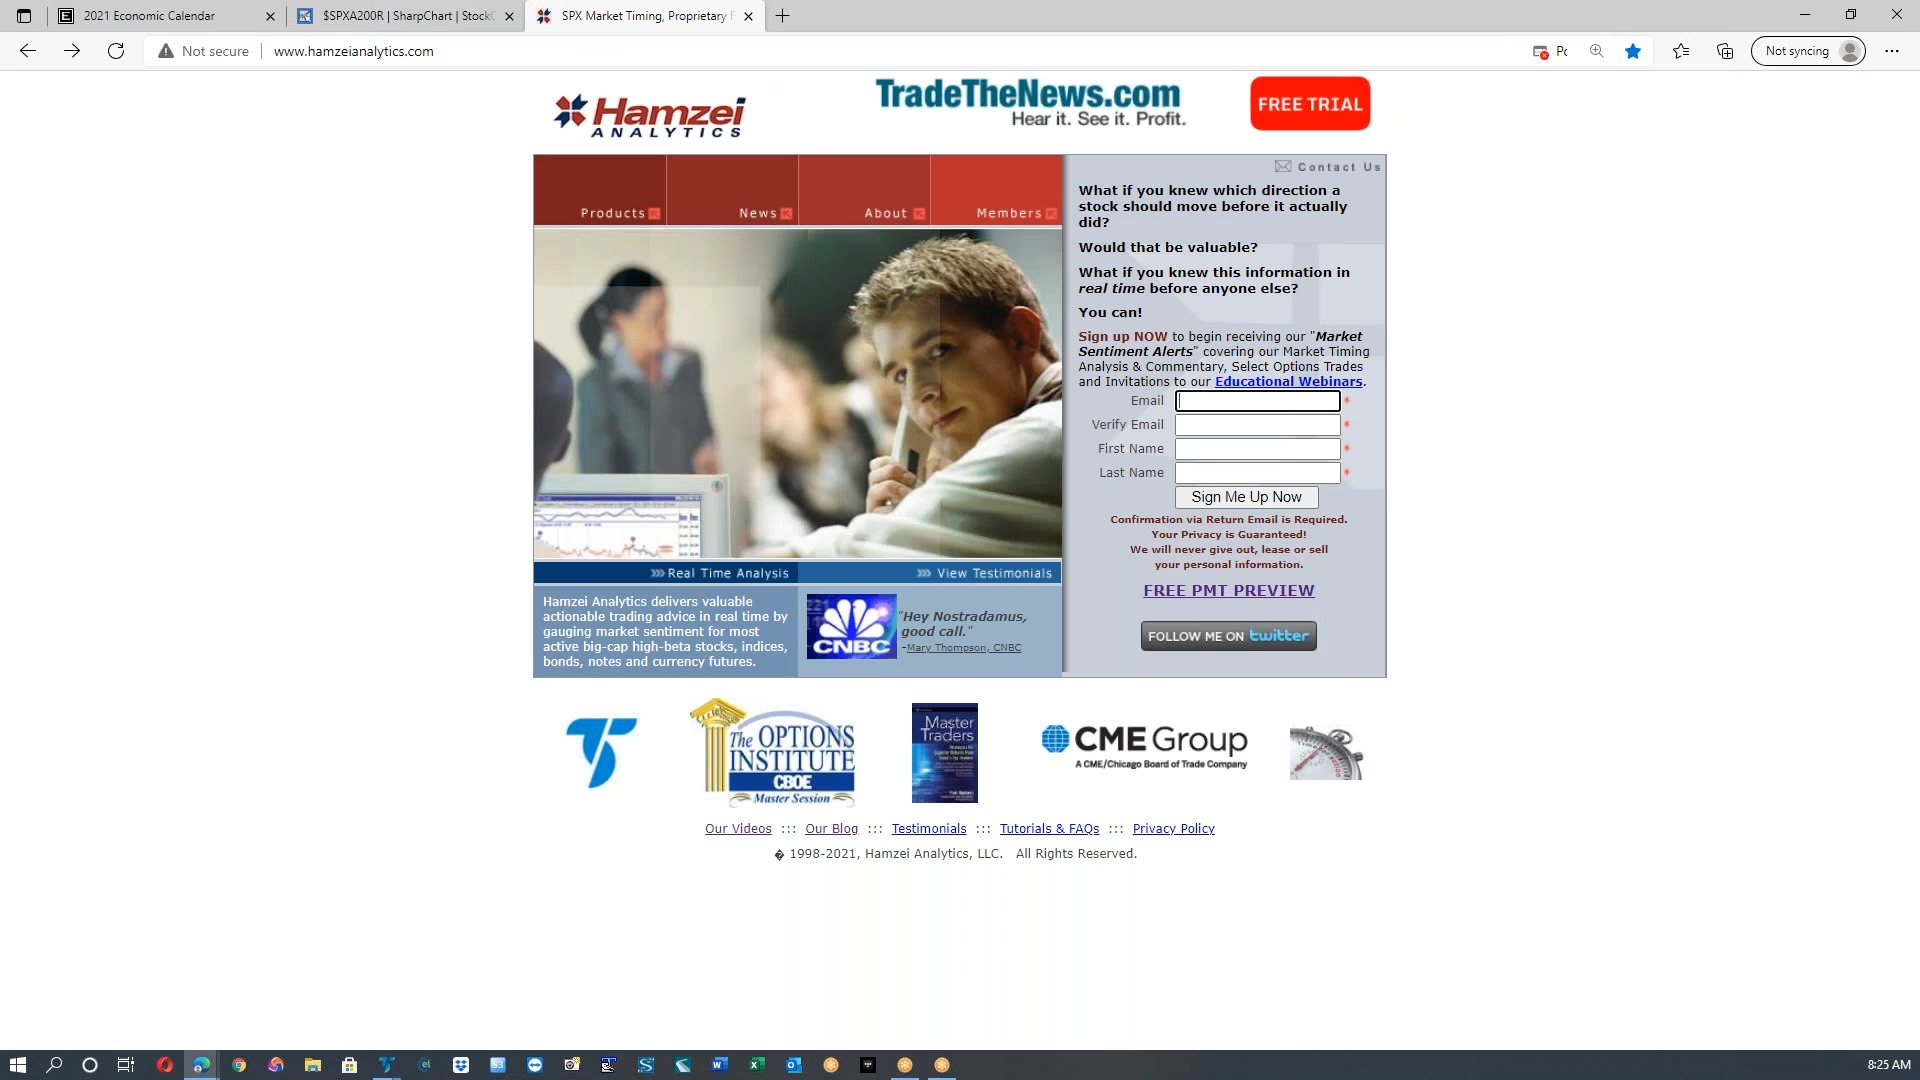 2021 Economic Calendar
$SPXA200R | SharpChart | Stock
SPX Market Timing, Proprietary
Not secure
www.hamzeianalytics.com
Not syncing
Hamzei
ANALYTICS
TradeTheNews.com
Hear it. See it. Profit.
FREE TRIAL
Products
News
About
Members
Contact Us
What if you knew which direction a
stock should move before it actually
did?
Would that be valuable?
What if you knew this information in
real time before anyone else?
You can!
Sign up NOW to begin receiving our "Market
Sentiment Alerts" covering our Market Timing
Analysis & Commentary, Select Options Trades
and Invitations to our Educational Webinars.
Email *
Verify Email *
First Name *
Last Name *
Sign Me Up Now
Confirmation via Return Email is Required.
Your Privacy is Guaranteed!
We will never give out, lease or sell
your personal information.
FREE PMT PREVIEW
FOLLOW ME ON twitter
Real Time Analysis
View Testimonials
Hamzei Analytics delivers valuable
actionable trading advice in real time by
gauging market sentiment for most
active big-cap high-beta stocks, indices,
bonds, notes and currency futures.
CNBC
"Hey Nostradamus,
good call."
-Mary Thompson, CNBC
The OPTIONS
INSTITUTE
CBOE
Master Session
Master
Traders
CME Group
A CME/Chicago Board of Trade Company
Our Videos ::: Our Blog ::: Testimonials ::: Tutorials & FAQs ::: Privacy Policy
� 1998-2021, Hamzei Analytics, LLC. All Rights Reserved.
8:25 AM